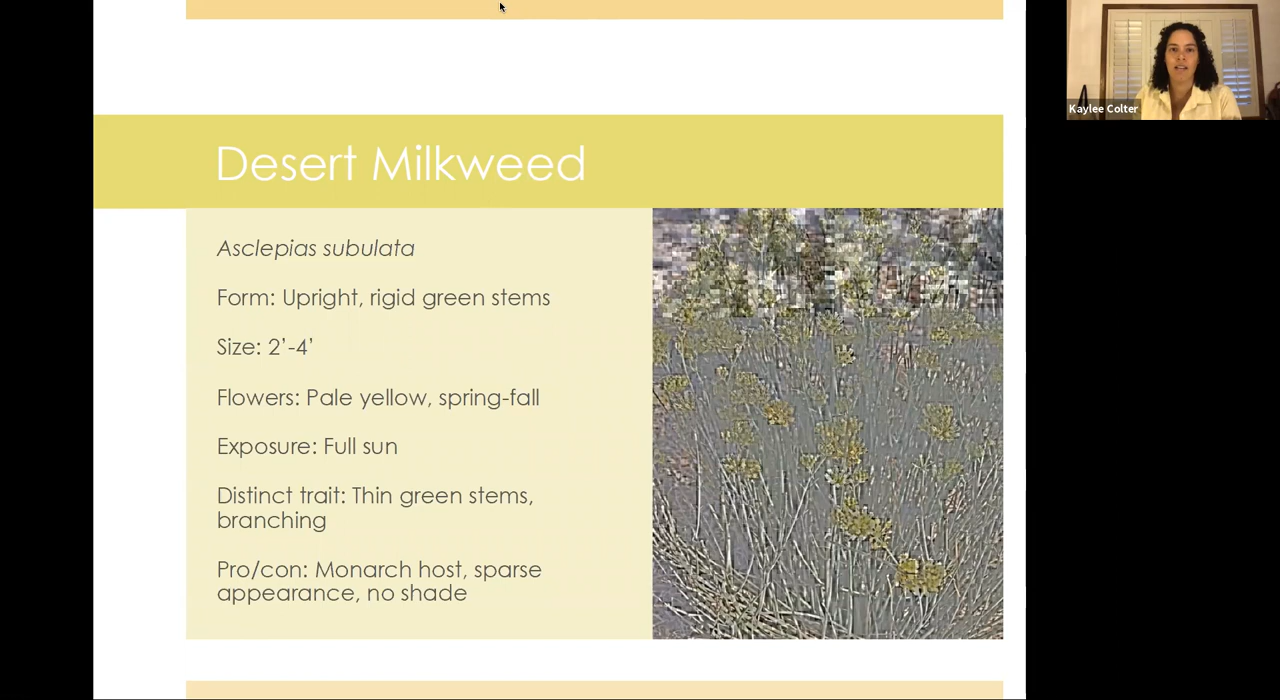 Desert Milkweed
Asclepias subulata
Form: Upright, rigid green stems
Size: 2’-4’
Flowers: Pale yellow, spring-fall
Exposure: Full sun
Distinct trait: Thin green stems,
branching
Pro/con: Monarch host, sparse
appearance, no shade
Kaylee Colter